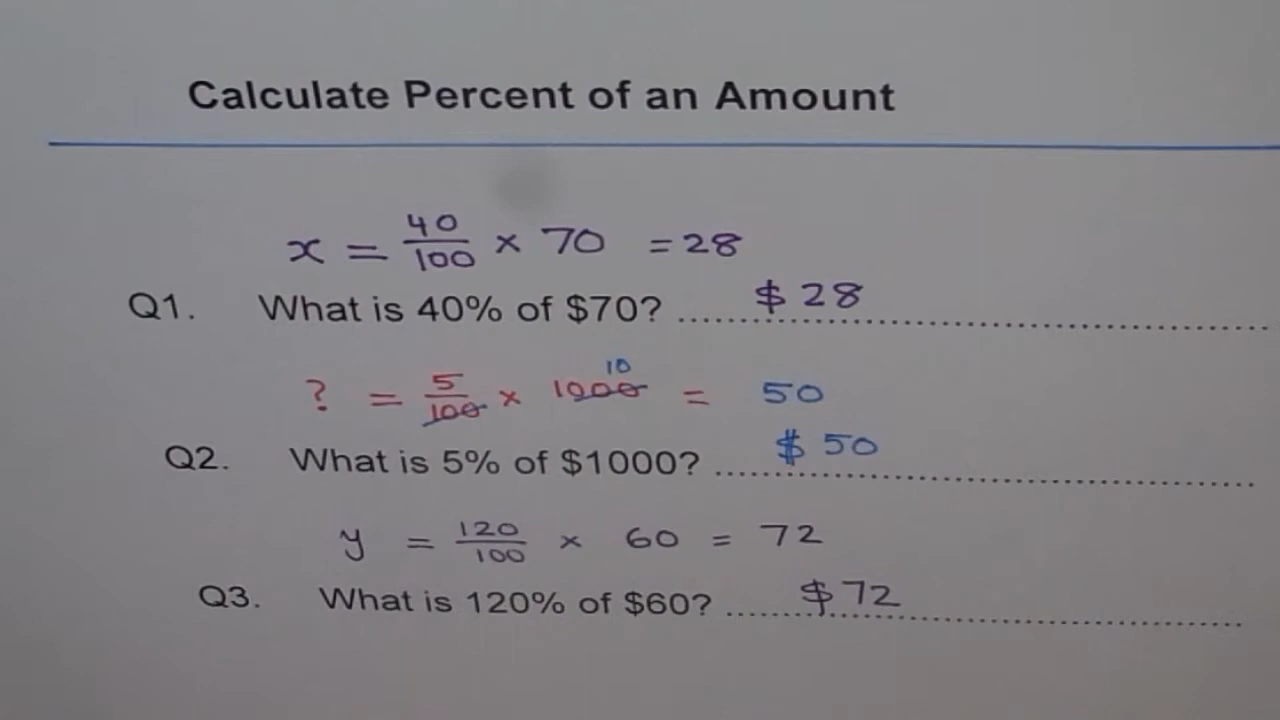 Calculate Percent of an Amount
x = 40/100 × 70 = 28
Q1. What is 40% of $70? ........ $28
? = 5/100 × 1000 10 = 50
Q2. What is 5% of $1000? ........ $50
y = 120/100 × 60 = 72
Q3. What is 120% of $60? ........ $72